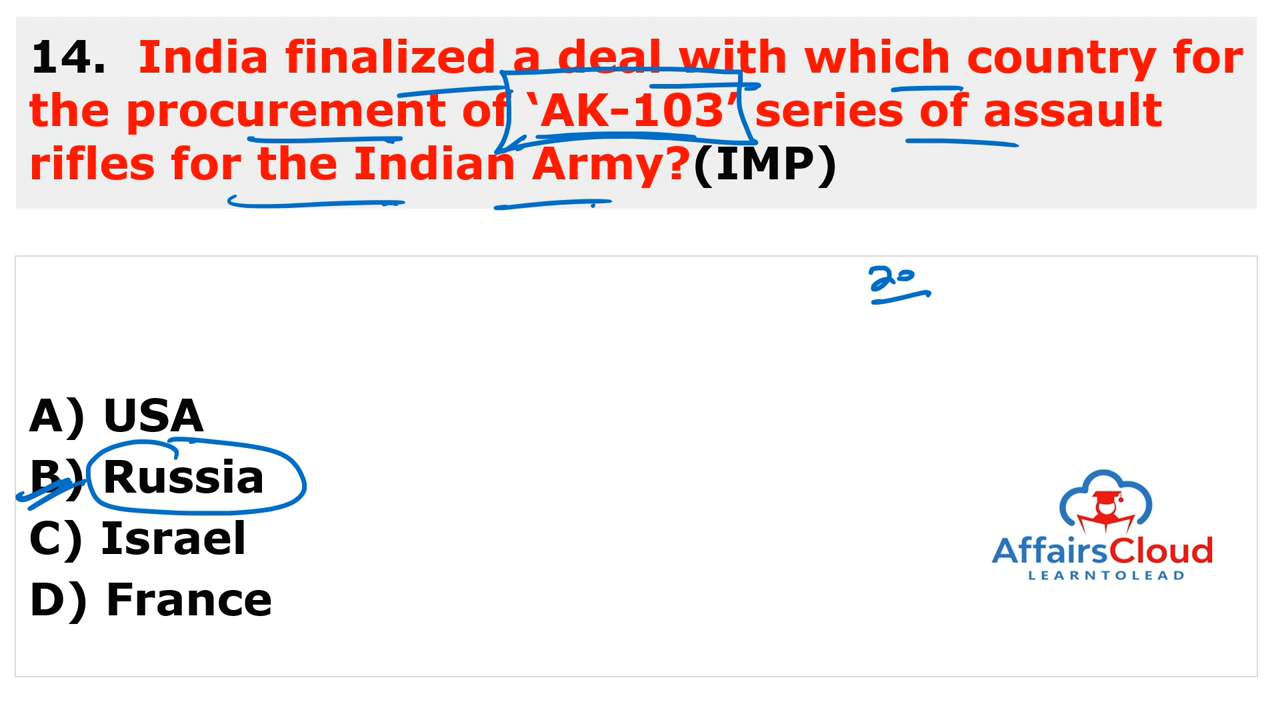 14. India finalized a deal with which country for
the procurement of ‘AK-103’ series of assault
rifles for the Indian Army?(IMP)
20
A) USA
B) Russia
C) Israel
D) France
AffairsCloud
LEARNTOLEAD